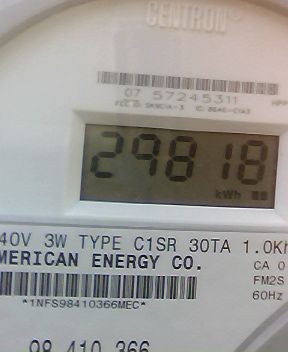 CENTRON®
07 57245311
29818
kWh
40V 3W TYPE C1SR 30TA 1.0Kh
MERICAN ENERGY CO.
CA 0
FM2S
60Hz
*1NFS98410366MEC*
98 410 366